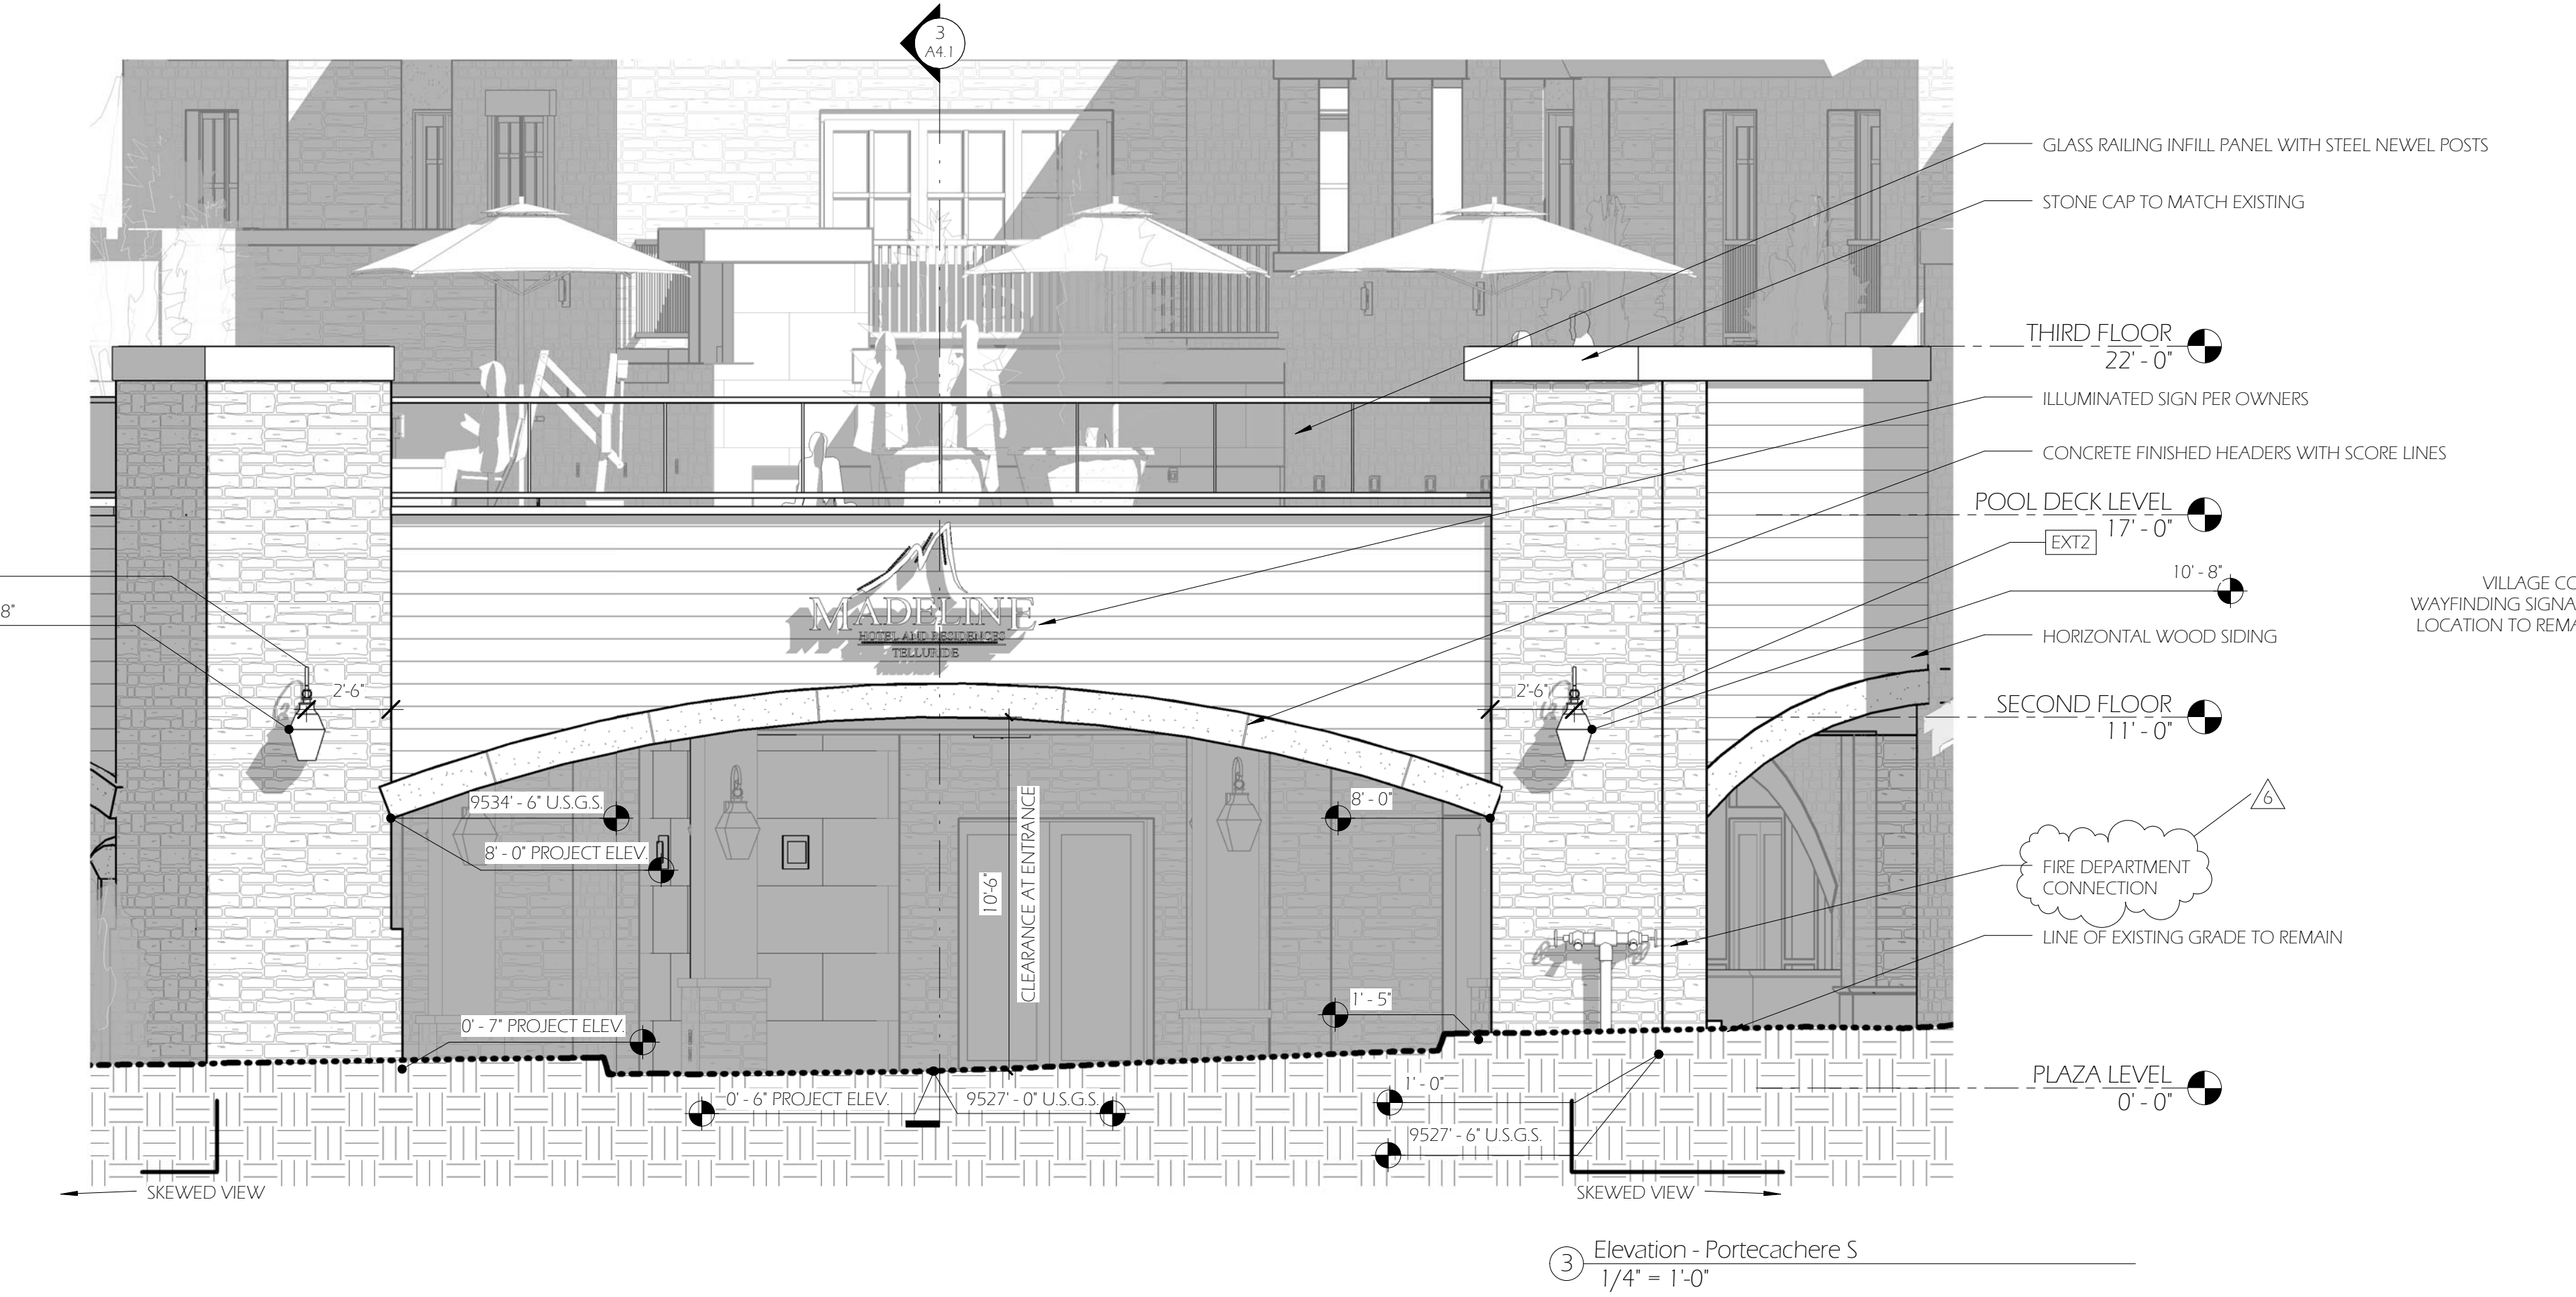 3
A4.1
GLASS RAILING INFILL PANEL WITH STEEL NEWEL POSTS
STONE CAP TO MATCH EXISTING
THIRD FLOOR
22' - 0"
ILLUMINATED SIGN PER OWNERS
CONCRETE FINISHED HEADERS WITH SCORE LINES
POOL DECK LEVEL
17' - 0"
EXT2
10' - 8"
8"
VILLAGE CO
WAYFINDING SIGNA
LOCATION TO REMA
HORIZONTAL WOOD SIDING
MADELINE
HOTEL AND RESIDENCES
TELLURIDE
2'-6"
2'-6"
SECOND FLOOR
11' - 0"
9534' - 6" U.S.G.S.
8' - 0"
8' - 0" PROJECT ELEV.
10'-6"
CLEARANCE AT ENTRANCE
6
FIRE DEPARTMENT
CONNECTION
LINE OF EXISTING GRADE TO REMAIN
0' - 7" PROJECT ELEV.
1' - 5"
PLAZA LEVEL
0' - 0"
0' - 6" PROJECT ELEV.
9527' - 0" U.S.G.S.
1' - 0"
9527' - 6" U.S.G.S.
SKEWED VIEW
SKEWED VIEW
3
Elevation - Portecachere S
1/4" = 1'-0"